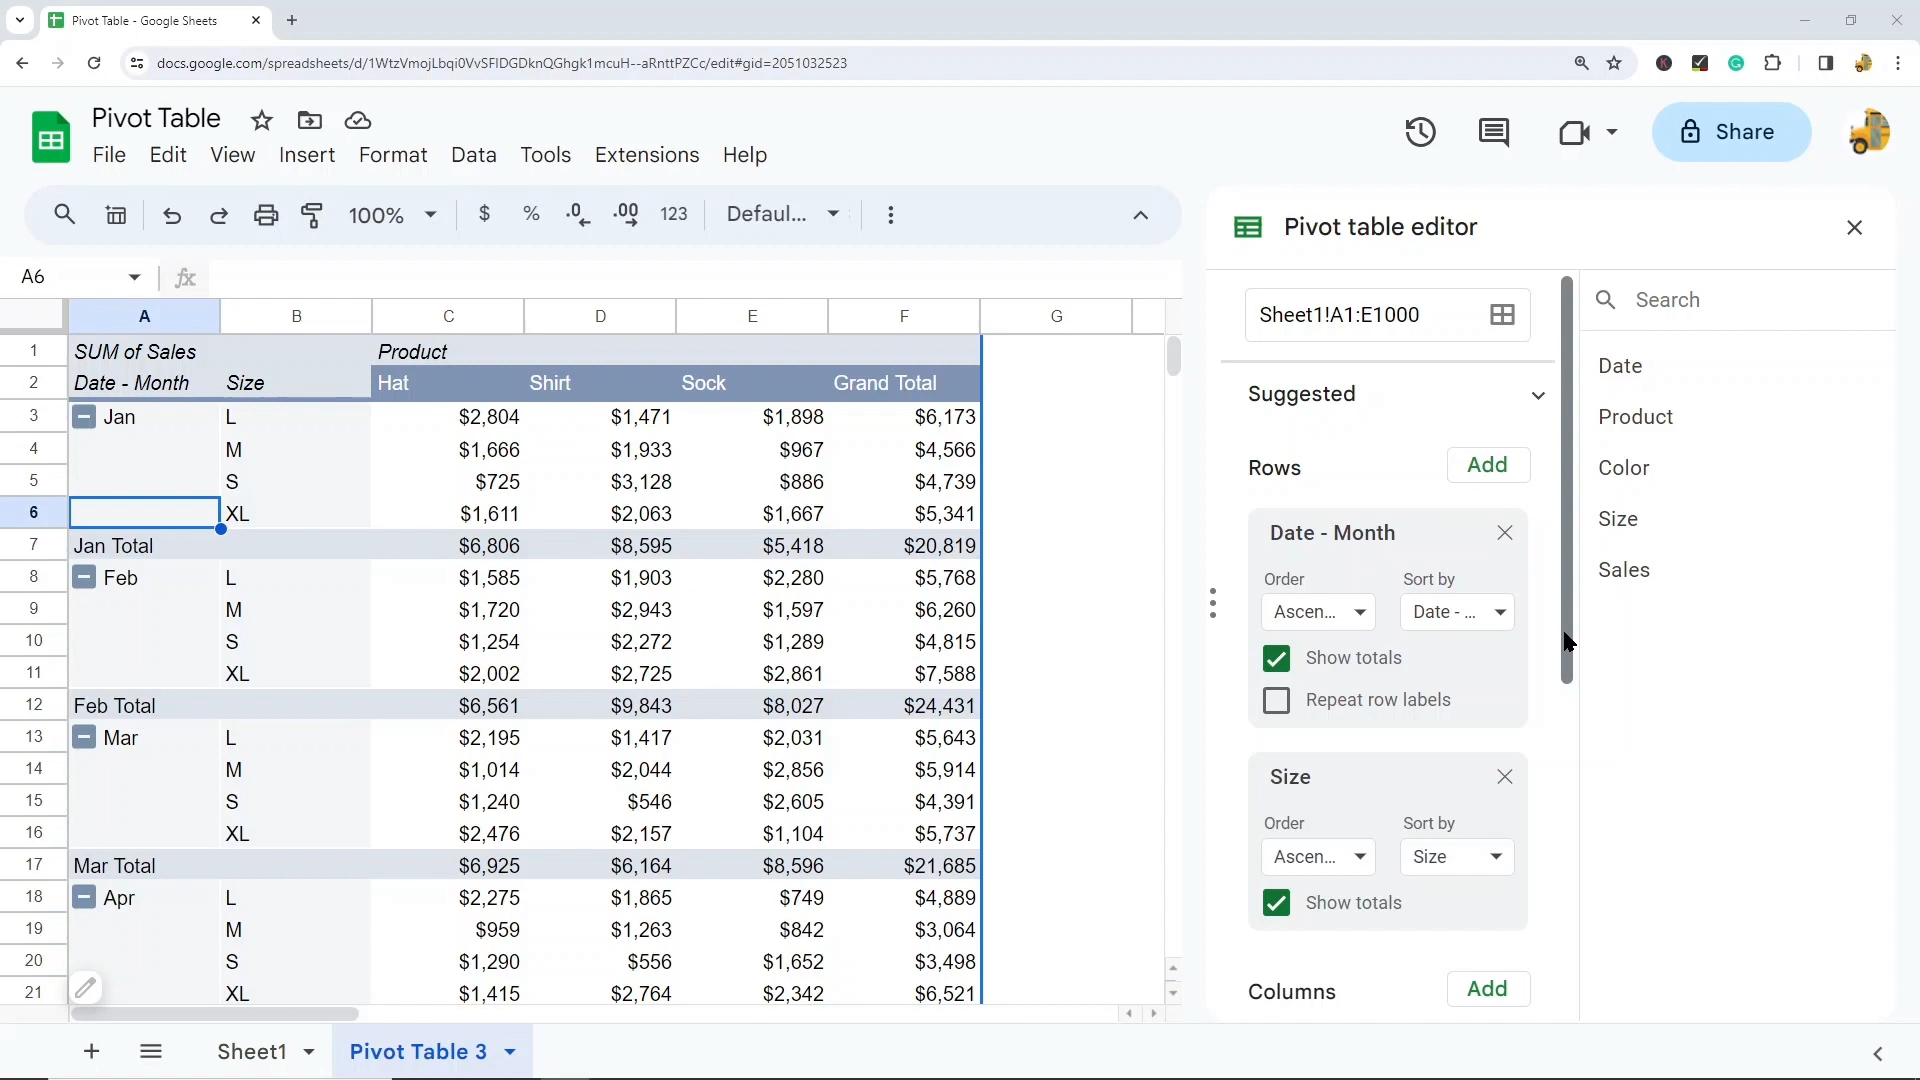 Pivot Table - Google Sheets
docs.google.com/spreadsheets/d/1WtzVmojLbqi0VvSFIDGDknQGhgk1mcuH--aRnttPZCc/edit#gid=2051032523
Pivot Table
File Edit View Insert Format Data Tools Extensions Help
Share
100% $ % .0 .00 123 Defaul...
Pivot table editor
A6 fx
Sheet1!A1:E1000
Search
A B C D E F G
1 SUM of Sales Product
2 Date - Month Size Hat Shirt Sock Grand Total
3 Jan L $2,804 $1,471 $1,898 $6,173
4 M $1,666 $1,933 $967 $4,566
5 S $725 $3,128 $886 $4,739
6 XL $1,611 $2,063 $1,667 $5,341
7 Jan Total $6,806 $8,595 $5,418 $20,819
8 Feb L $1,585 $1,903 $2,280 $5,768
9 M $1,720 $2,943 $1,597 $6,260
10 S $1,254 $2,272 $1,289 $4,815
11 XL $2,002 $2,725 $2,861 $7,588
12 Feb Total $6,561 $9,843 $8,027 $24,431
13 Mar L $2,195 $1,417 $2,031 $5,643
14 M $1,014 $2,044 $2,856 $5,914
15 S $1,240 $546 $2,605 $4,391
16 XL $2,476 $2,157 $1,104 $5,737
17 Mar Total $6,925 $6,164 $8,596 $21,685
18 Apr L $2,275 $1,865 $749 $4,889
19 M $959 $1,263 $842 $3,064
20 S $1,290 $556 $1,652 $3,498
21 XL $1,415 $2,764 $2,342 $6,521
Suggested
Rows Add
Date - Month
Order Sort by
Ascen... Date - ...
Show totals
Repeat row labels
Size
Order Sort by
Ascen... Size
Show totals
Columns Add
Date
Product
Color
Size
Sales
Sheet1 Pivot Table 3